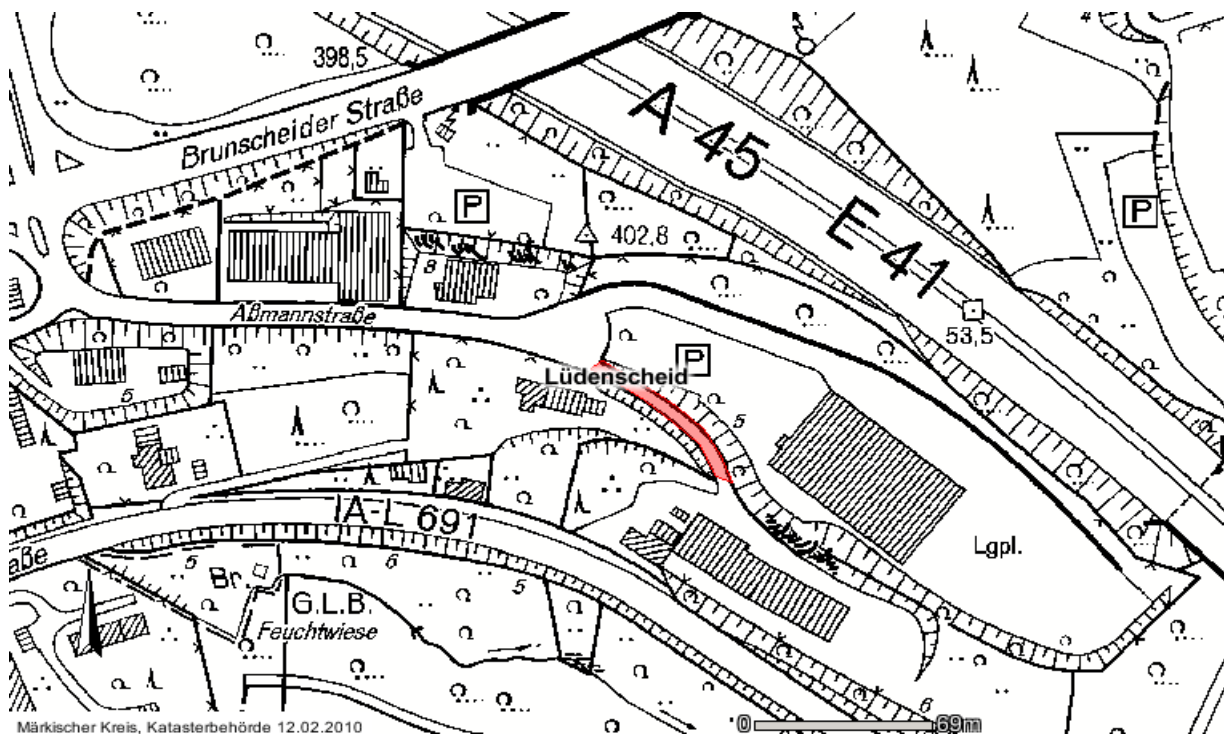 398,5
Brunscheider Straße
A 45
E 41
P
P
402,8
8
53,5
Aßmannstraße
P
Lüdenscheid
5
5
IA-L 691
Lgpl.
aße
5
6
5
Br.
G.L.B.
Feuchtwiese
6
Märkischer Kreis, Katasterbehörde 12.02.2010
0 69m